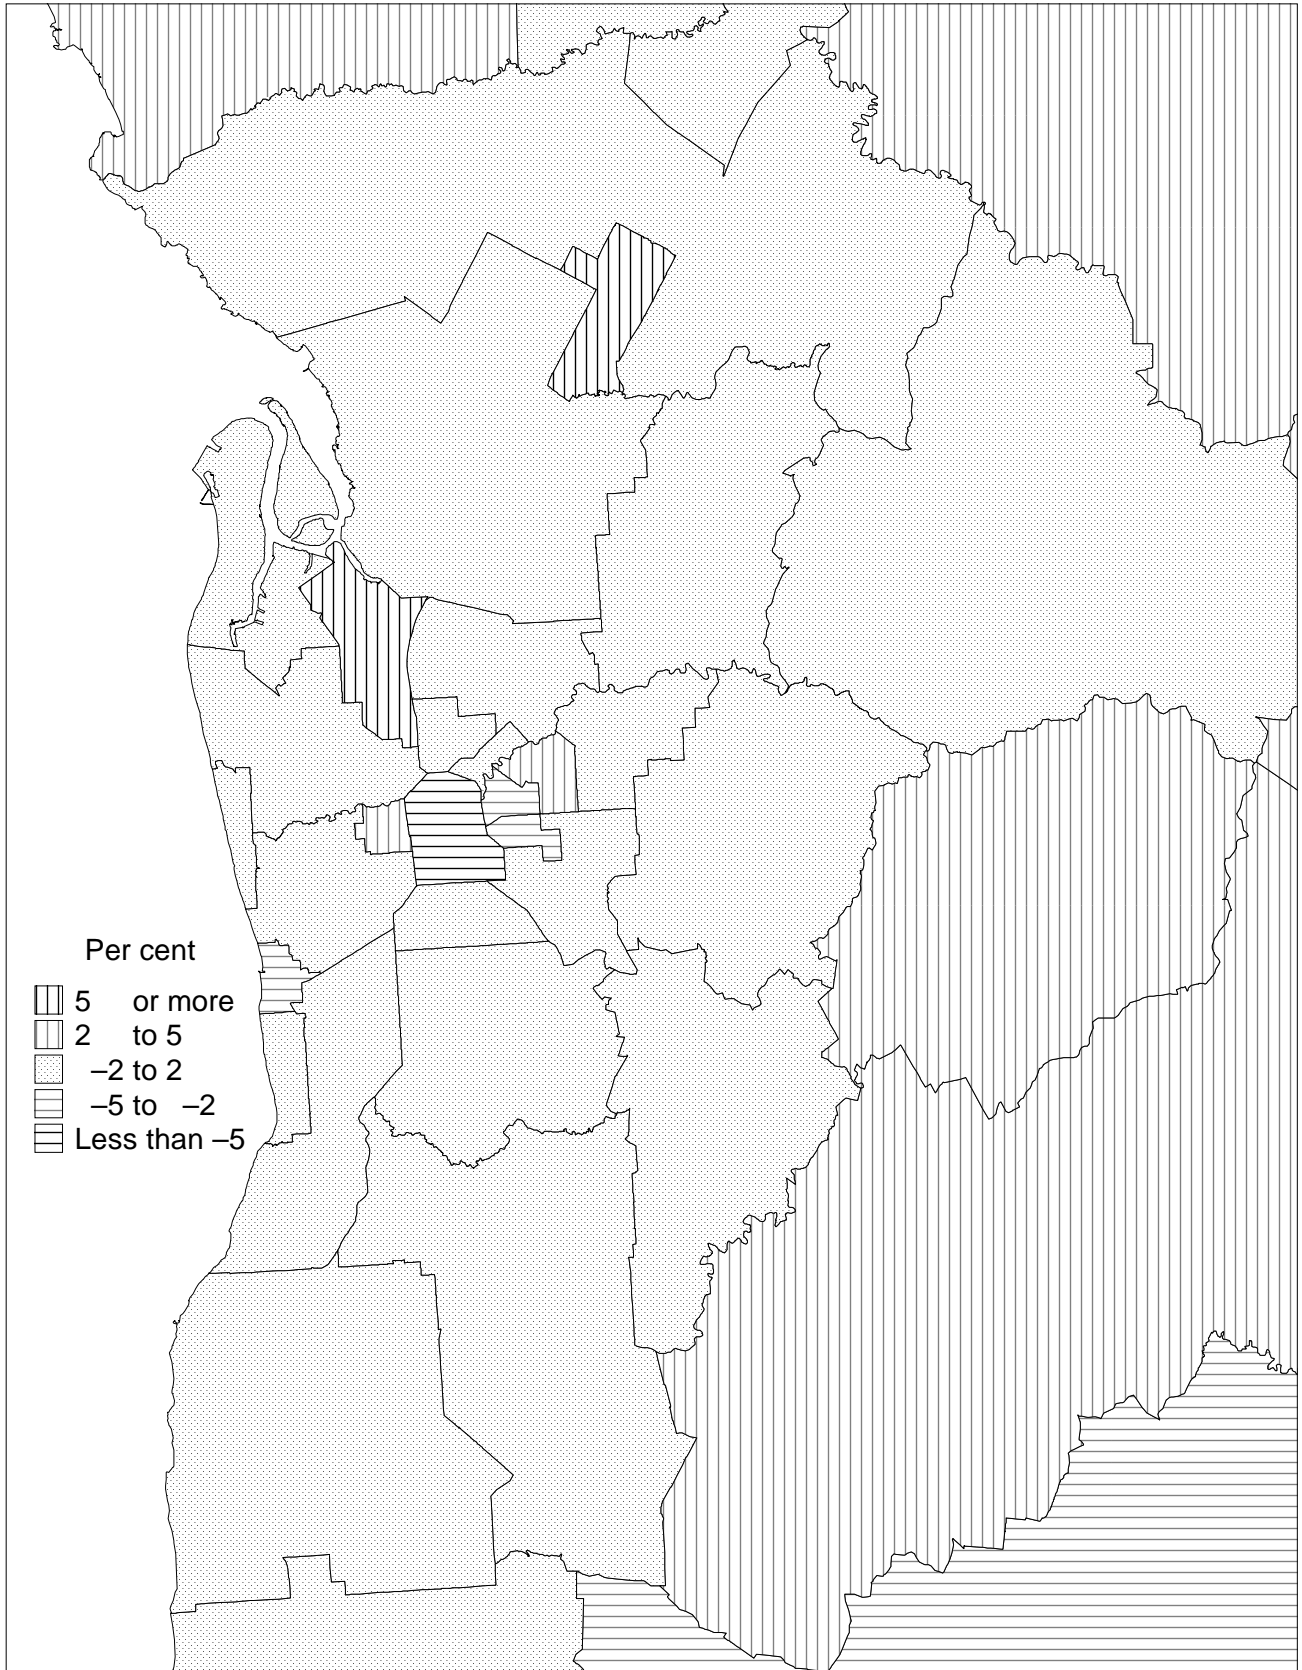 Per cent
5 or more
2 to 5
–2 to 2
–5 to –2
Less than –5